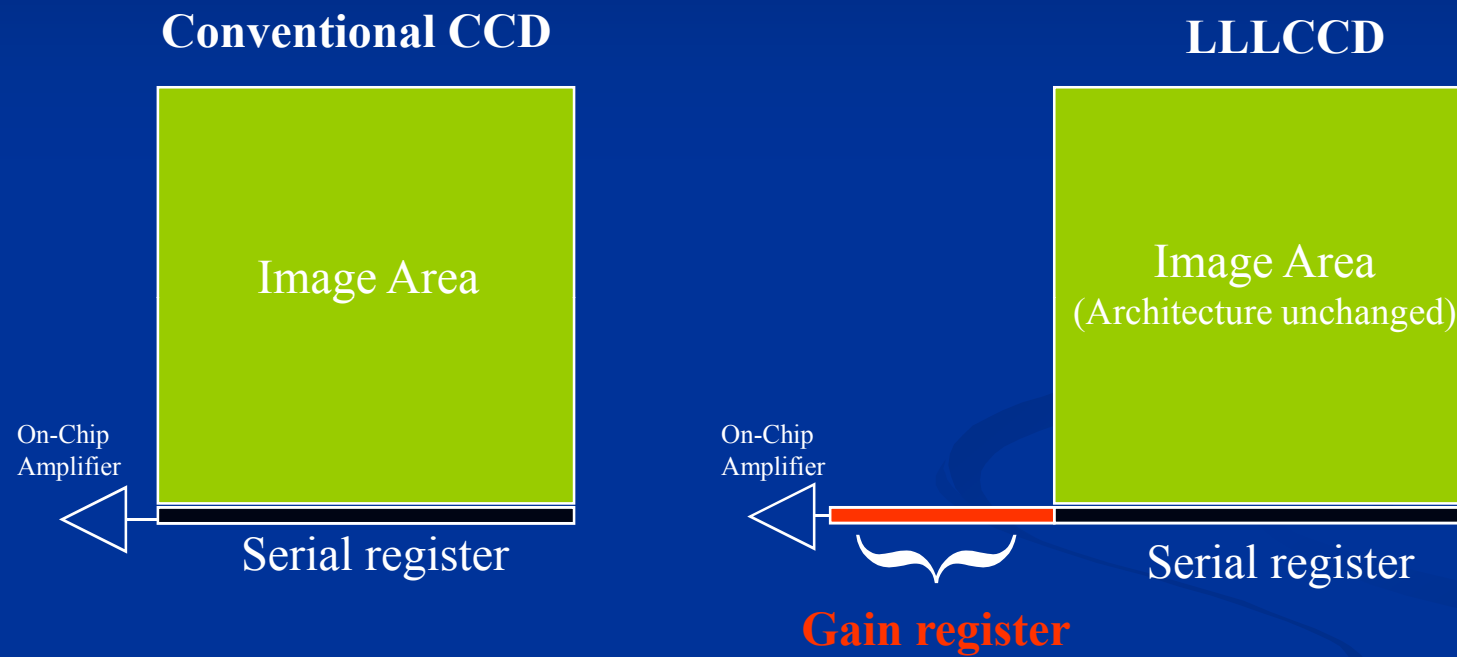 Conventional CCD
Image Area
On-Chip
Amplifier
Serial register
LLLCCD
Image Area
(Architecture unchanged)
On-Chip
Amplifier
Serial register
Gain register